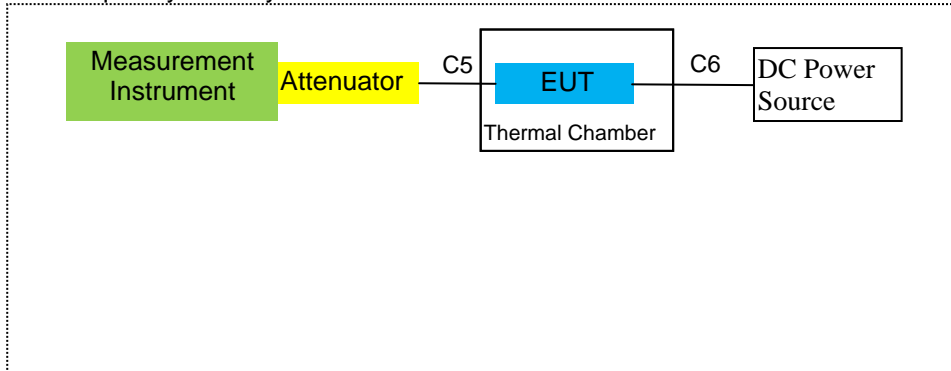 Measurement
Instrument
Attenuator
C5
EUT
C6
DC Power
Source
Thermal Chamber